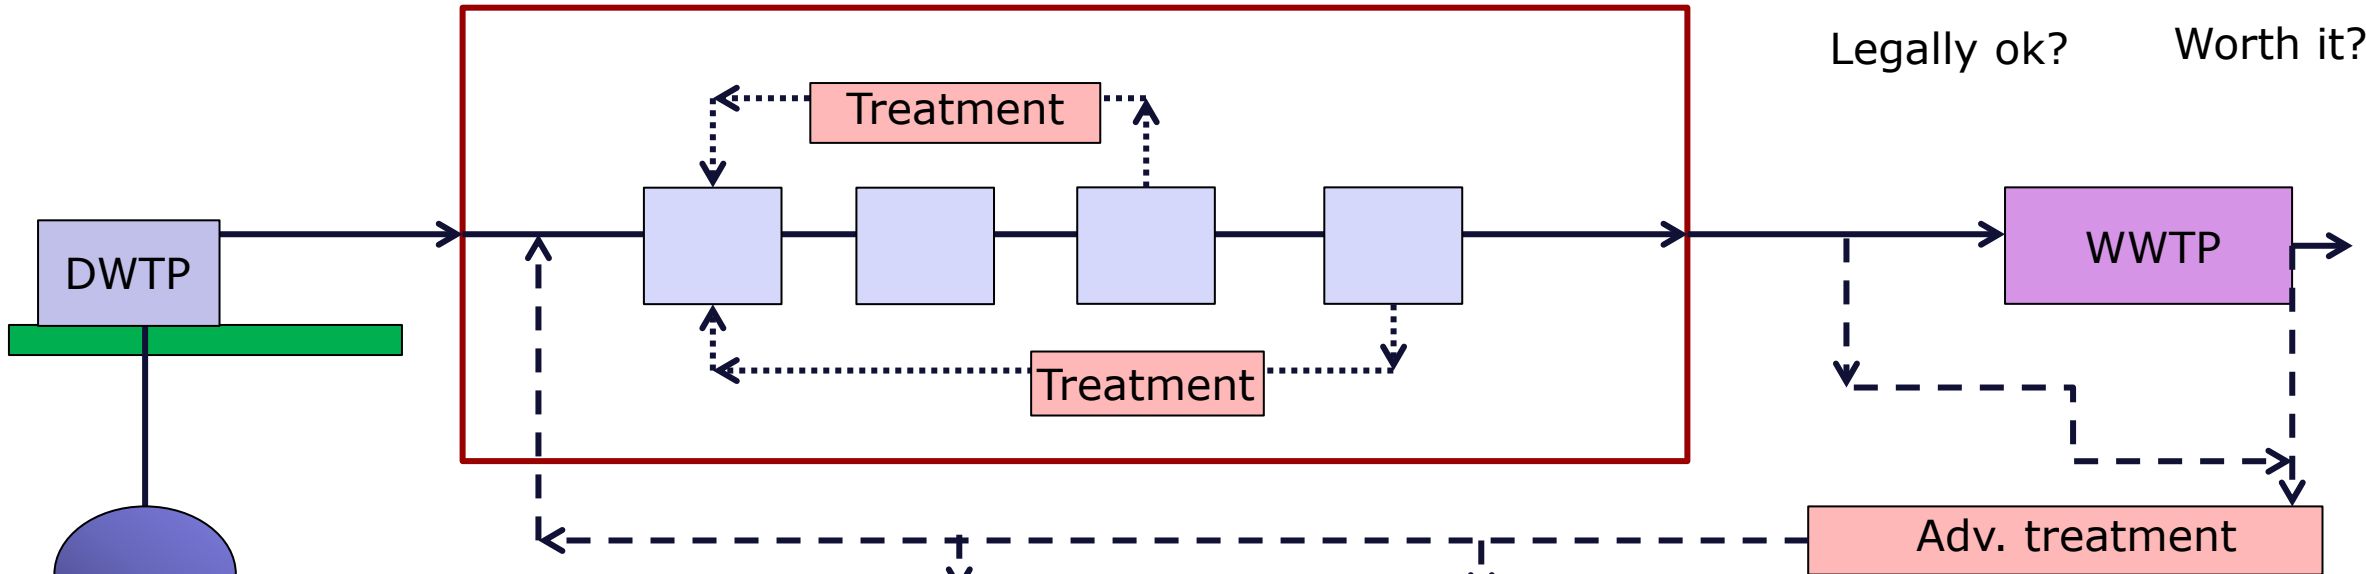 Legally ok?
Worth it?
Treatment
DWTP
WWTP
Treatment
Adv. treatment